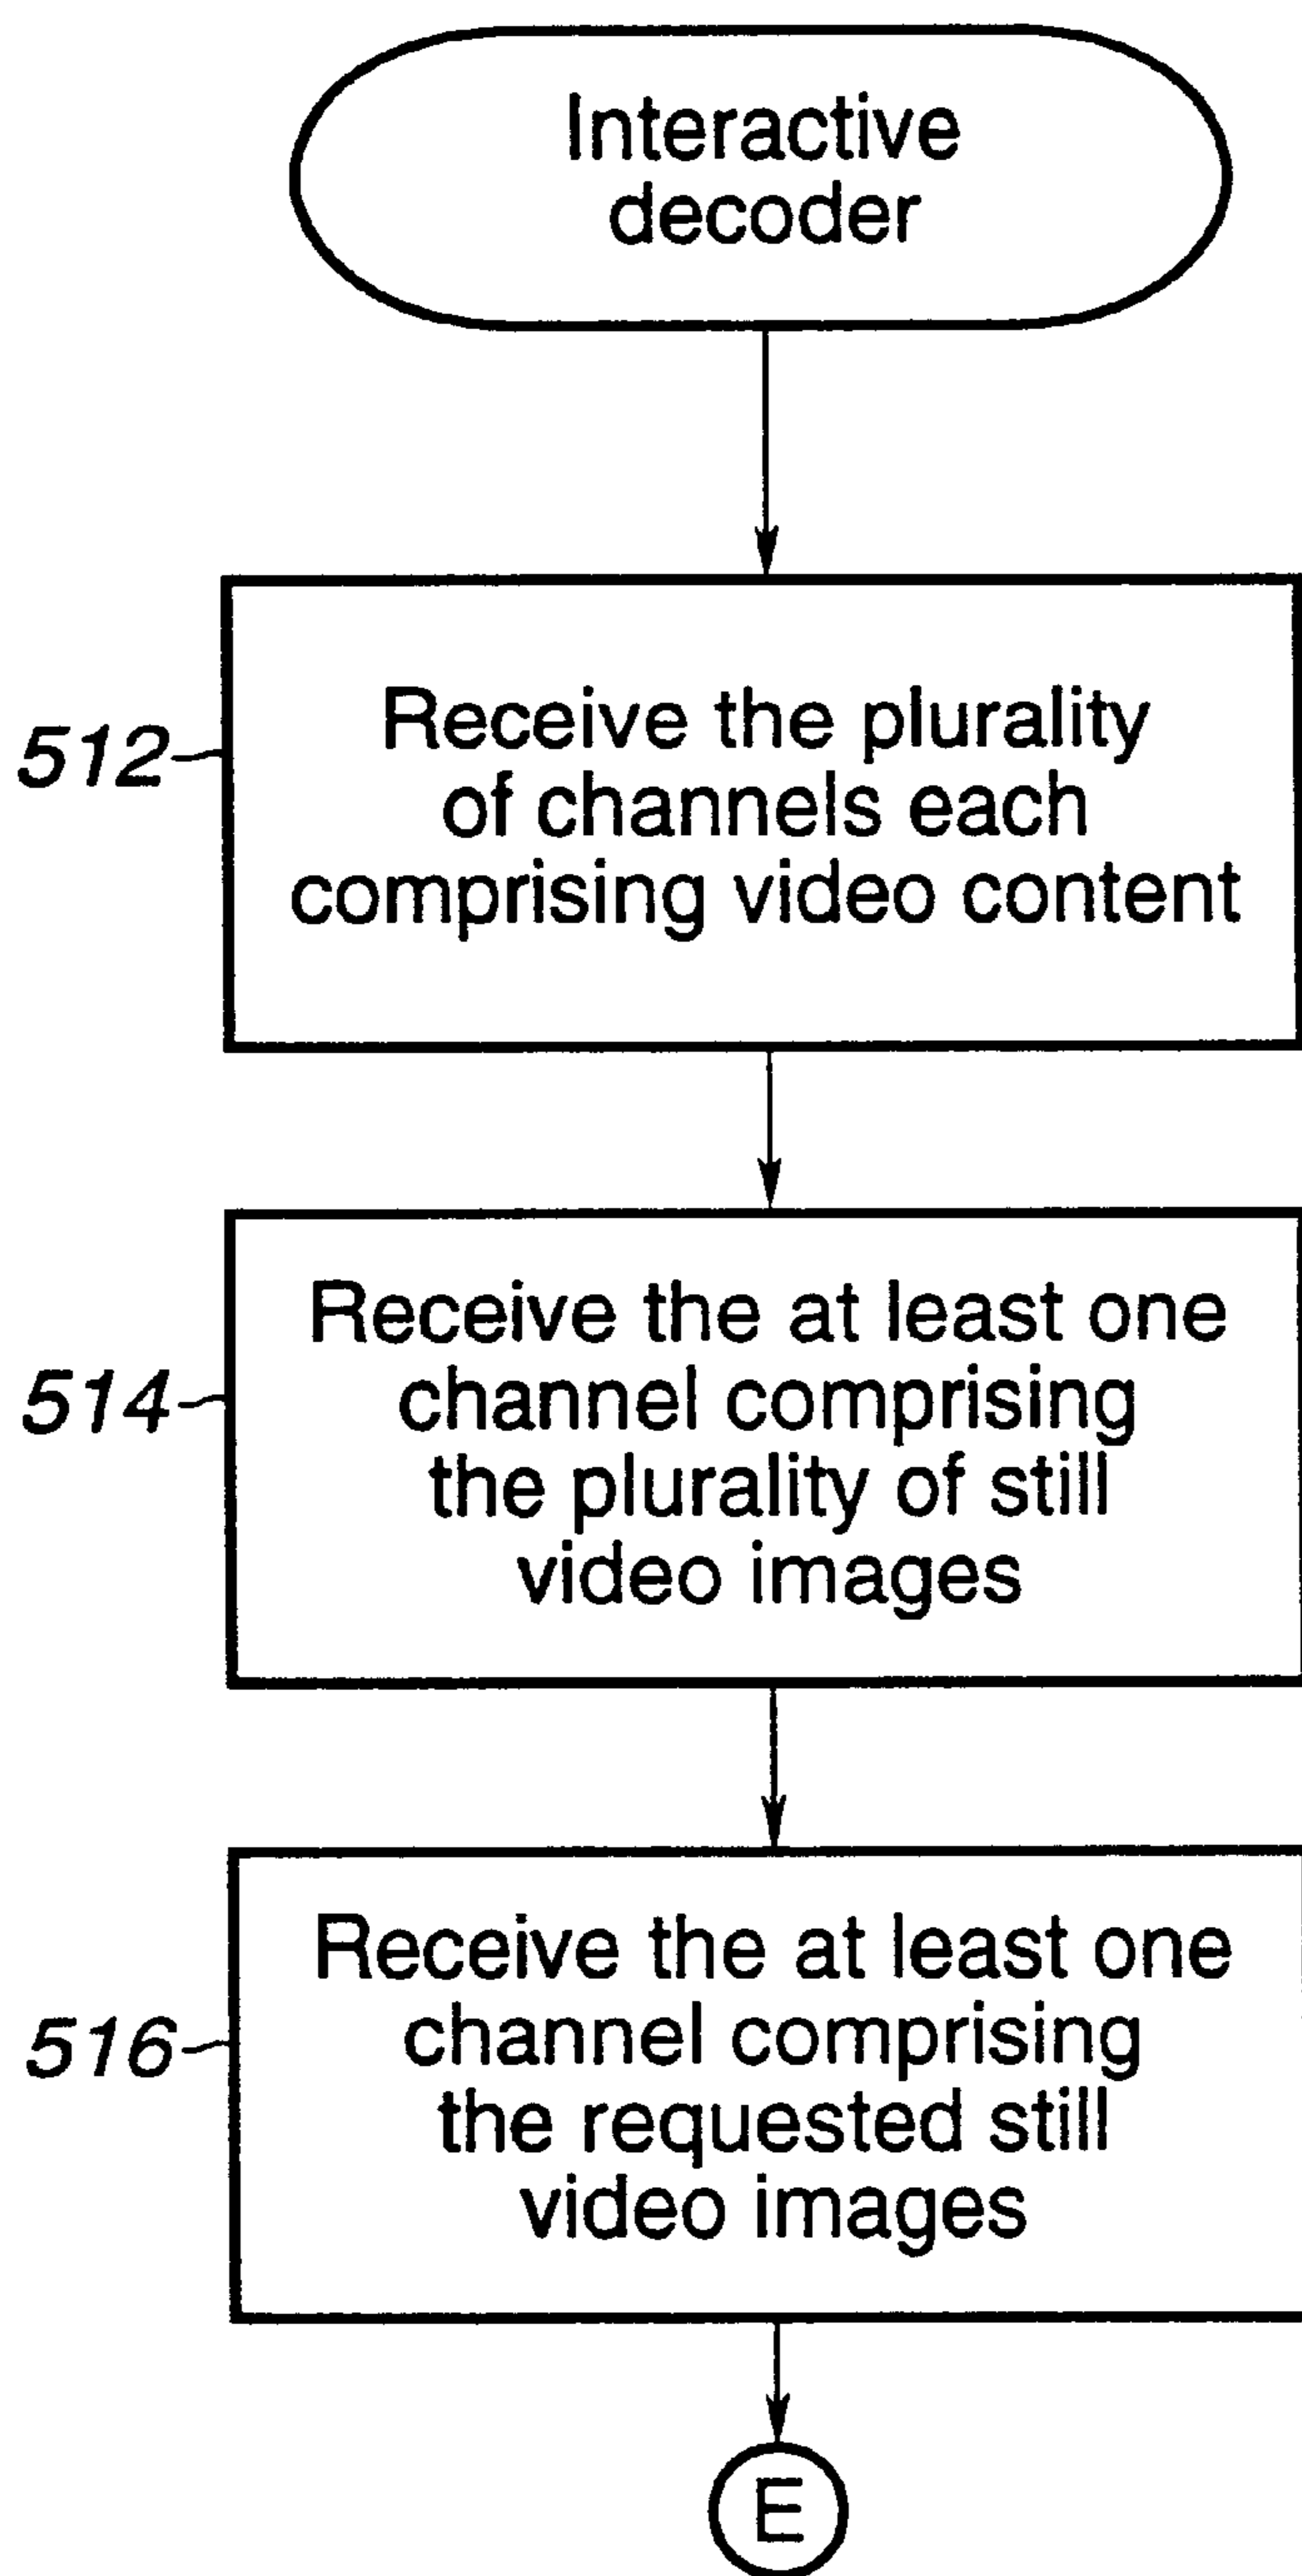 Interactive
decoder
512
Receive the plurality
of channels each
comprising video content
514
Receive the at least one
channel comprising
the plurality of still
video images
516
Receive the at least one
channel comprising
the requested still
video images
E